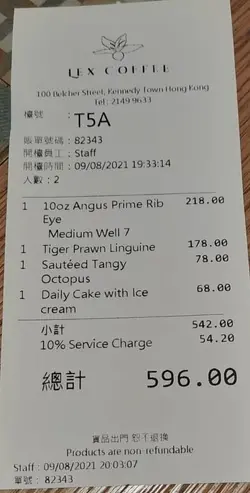 LEX COFFEE
100 Belcher Street, Kennedy Town Hong Kong
Tel : 2149 9633
檯號 : T5A
賬單號碼 : 82343
開檯員工 : Staff
開檯時間 : 09/08/2021 19:33:14
人數 : 2
1 10oz Angus Prime Rib 218.00
Eye
Medium Well 7
1 Tiger Prawn Linguine 178.00
1 Sautéed Tangy 78.00
Octopus
1 Daily Cake with Ice 68.00
cream
小計 542.00
10% Service Charge 54.20
總計 596.00
貨品出門 恕不退換
Products are non-refundable
Staff : 09/08/2021 20:03:07
單號 : 82343